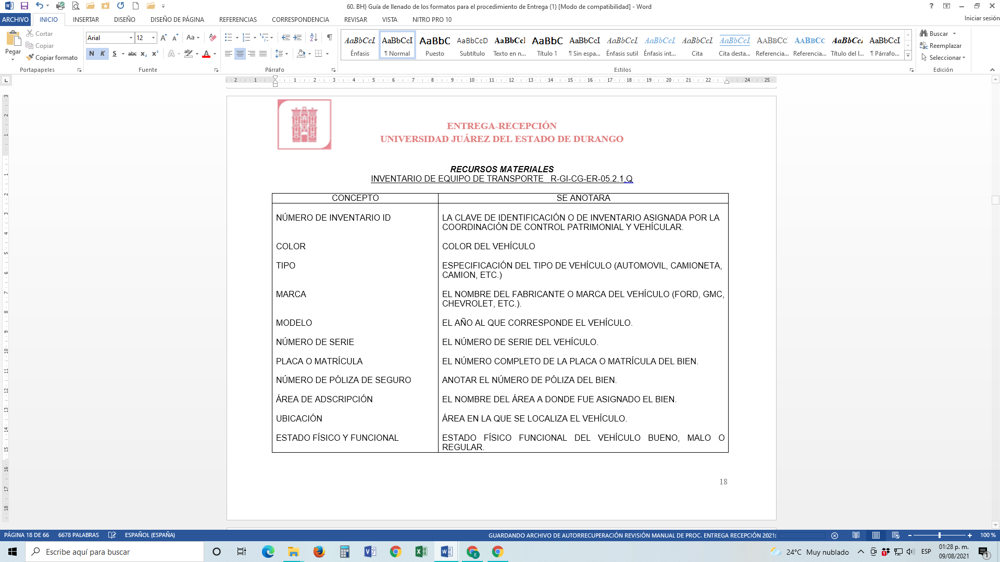 60. BH) Guía de llenado de los formatos para el procedimiento de Entrega (1) [Modo de compatibilidad] - Word
ARCHIVO INICIO INSERTAR DISEÑO DISEÑO DE PÁGINA REFERENCIAS CORRESPONDENCIA REVISAR VISTA NITRO PRO 10
Iniciar sesión
Pegar
Cortar
Copiar
Copiar formato
Portapapeles
Arial 12
Fuente
Párrafo
AaBbCcL AaBbCcI AaBbC AaBbCcD AaBbCcI AaBbC AaBbCcI AaBbCcL AaBbCcL AaBbCcL AaBbCcL AaBbCc AaBbCc AaBbCcI AaBbCcI
Énfasis ¶ Normal Puesto Subtítulo Texto en n... Título 1 ¶ Sin espa... Énfasis sutil Énfasis int... Cita Cita desta... Referencia... Referencia... Título del l... ¶ Párrafo...
Estilos
Buscar
Reemplazar
Seleccionar
Edición
ENTREGA-RECEPCIÓN
UNIVERSIDAD JUÁREZ DEL ESTADO DE DURANGO
RECURSOS MATERIALES
INVENTARIO DE EQUIPO DE TRANSPORTE R-GI-CG-ER-05.2.1.Q
CONCEPTO SE ANOTARA
NÚMERO DE INVENTARIO ID LA CLAVE DE IDENTIFICACIÓN O DE INVENTARIO ASIGNADA POR LA
COORDINACIÓN DE CONTROL PATRIMONIAL Y VEHÍCULAR.
COLOR COLOR DEL VEHÍCULO
TIPO ESPECIFICACIÓN DEL TIPO DE VEHÍCULO (AUTOMOVIL, CAMIONETA,
CAMION, ETC.)
MARCA EL NOMBRE DEL FABRICANTE O MARCA DEL VEHÍCULO (FORD, GMC,
CHEVROLET, ETC.).
MODELO EL AÑO AL QUE CORRESPONDE EL VEHÍCULO.
NÚMERO DE SERIE EL NÚMERO DE SERIE DEL VEHÍCULO.
PLACA O MATRÍCULA EL NÚMERO COMPLETO DE LA PLACA O MATRÍCULA DEL BIEN.
NÚMERO DE PÓLIZA DE SEGURO ANOTAR EL NÚMERO DE PÓLIZA DEL BIEN.
ÁREA DE ADSCRIPCIÓN EL NOMBRE DEL ÁREA A DONDE FUE ASIGNADO EL BIEN.
UBICACIÓN ÁREA EN LA QUE SE LOCALIZA EL VEHÍCULO.
ESTADO FÍSICO Y FUNCIONAL ESTADO FÍSICO FUNCIONAL DEL VEHÍCULO BUENO, MALO O
REGULAR.
18
PÁGINA 18 DE 66 6678 PALABRAS ESPAÑOL (ESPAÑA) GUARDANDO ARCHIVO DE AUTORRECUPERACIÓN REVISIÓN MANUAL DE PROC. ENTREGA RECEPCIÓN 2021: 100 %
Escribe aquí para buscar
24°C Muy nublado
ESP
01:28 p. m.
09/08/2021